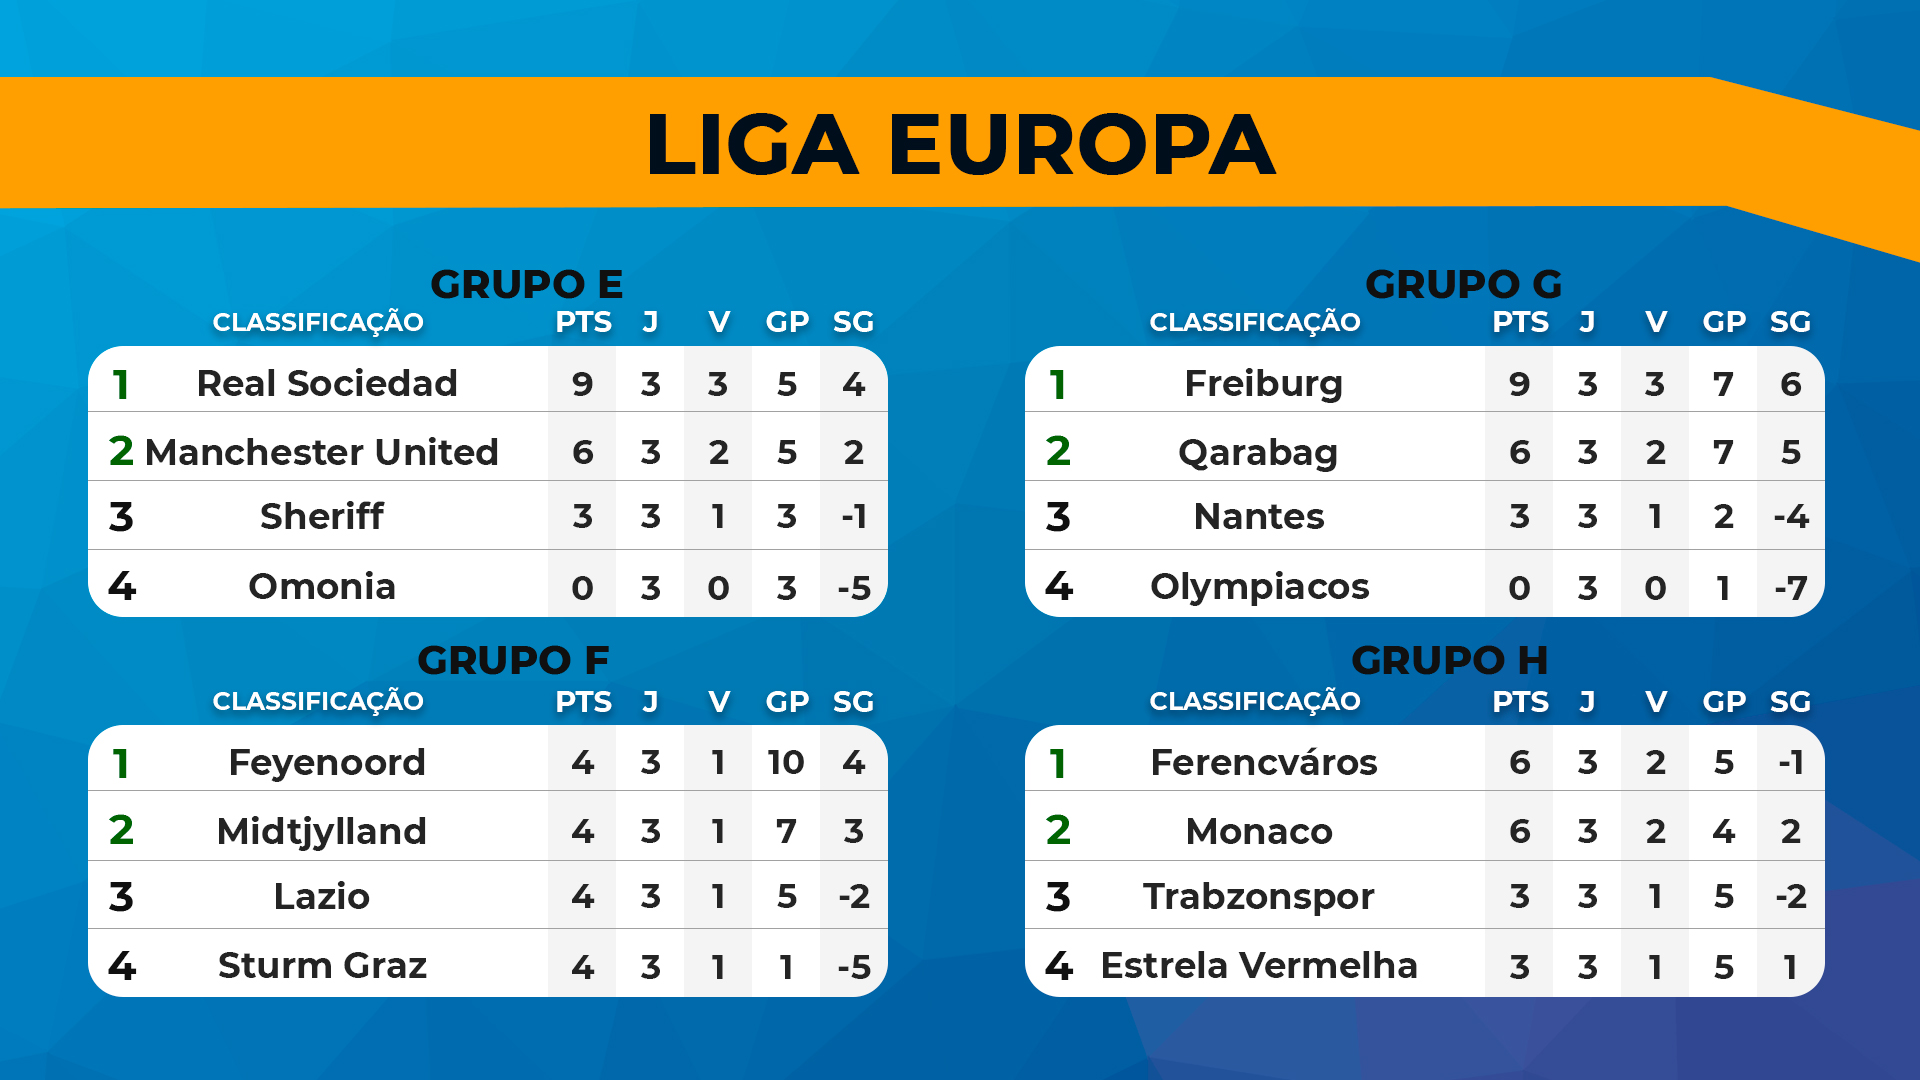 LIGA EUROPA
GRUPO E
CLASSIFICAÇÃO PTS J V GP SG
1 Real Sociedad 9 3 3 5 4
2 Manchester United 6 3 2 5 2
3 Sheriff 3 3 1 3 -1
4 Omonia 0 3 0 3 -5
GRUPO F
CLASSIFICAÇÃO PTS J V GP SG
1 Feyenoord 4 3 1 10 4
2 Midtjylland 4 3 1 7 3
3 Lazio 4 3 1 5 -2
4 Sturm Graz 4 3 1 1 -5
GRUPO G
CLASSIFICAÇÃO PTS J V GP SG
1 Freiburg 9 3 3 7 6
2 Qarabag 6 3 2 7 5
3 Nantes 3 3 1 2 -4
4 Olympiacos 0 3 0 1 -7
GRUPO H
CLASSIFICAÇÃO PTS J V GP SG
1 Ferencváros 6 3 2 5 -1
2 Monaco 6 3 2 4 2
3 Trabzonspor 3 3 1 5 -2
4 Estrela Vermelha 3 3 1 5 1